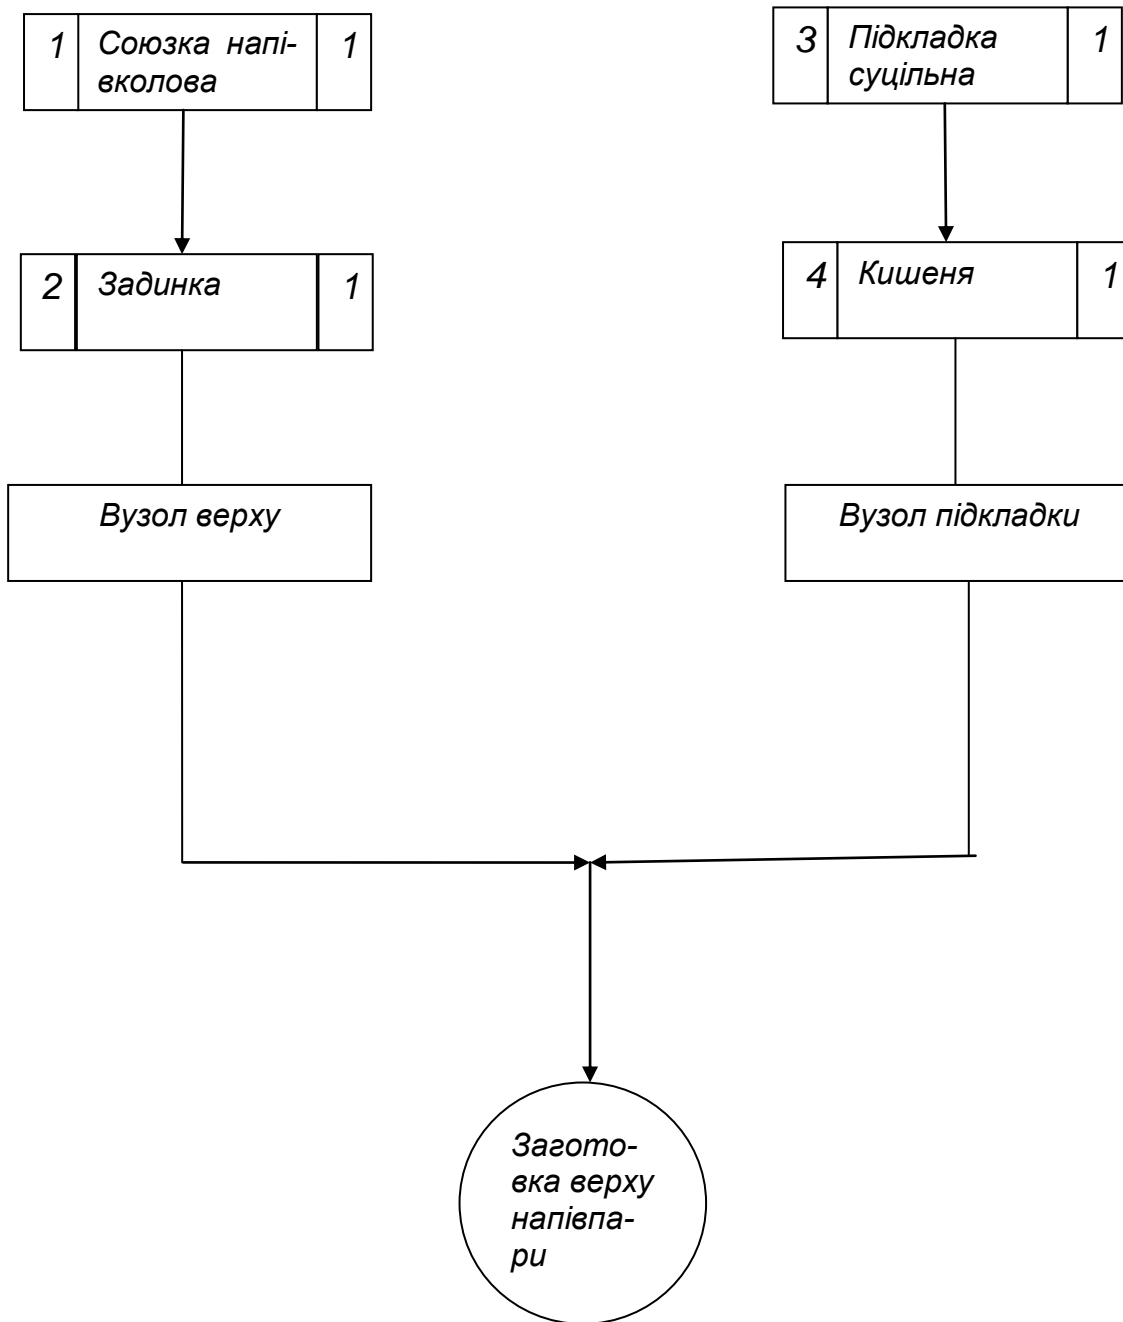 1 Союзка напі- 1
вколова
3 Підкладка 1
суцільна
2 Задинка 1
4 Кишеня 1
Вузол верху
Вузол підкладки
Загото-
вка верху
напівпа-
ри